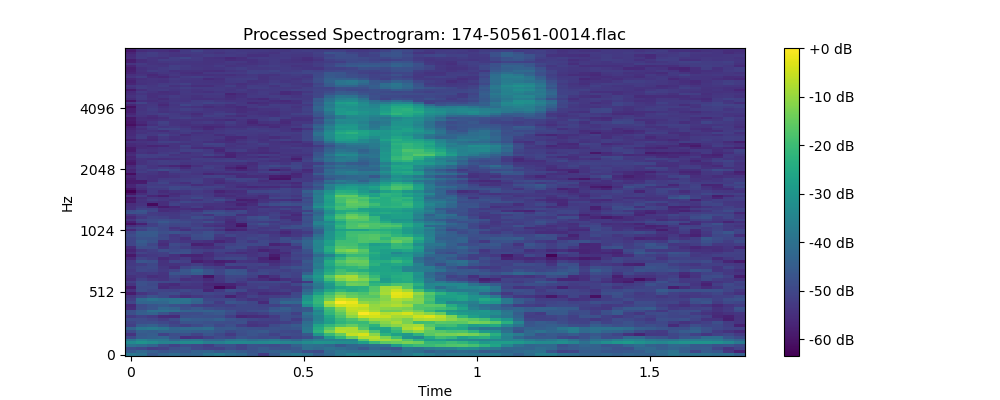 Processed Spectrogram: 174-50561-0014.flac
Hz
4096
2048
1024
512
0
0
0.5
1
1.5
Time
+0 dB
-10 dB
-20 dB
-30 dB
-40 dB
-50 dB
-60 dB